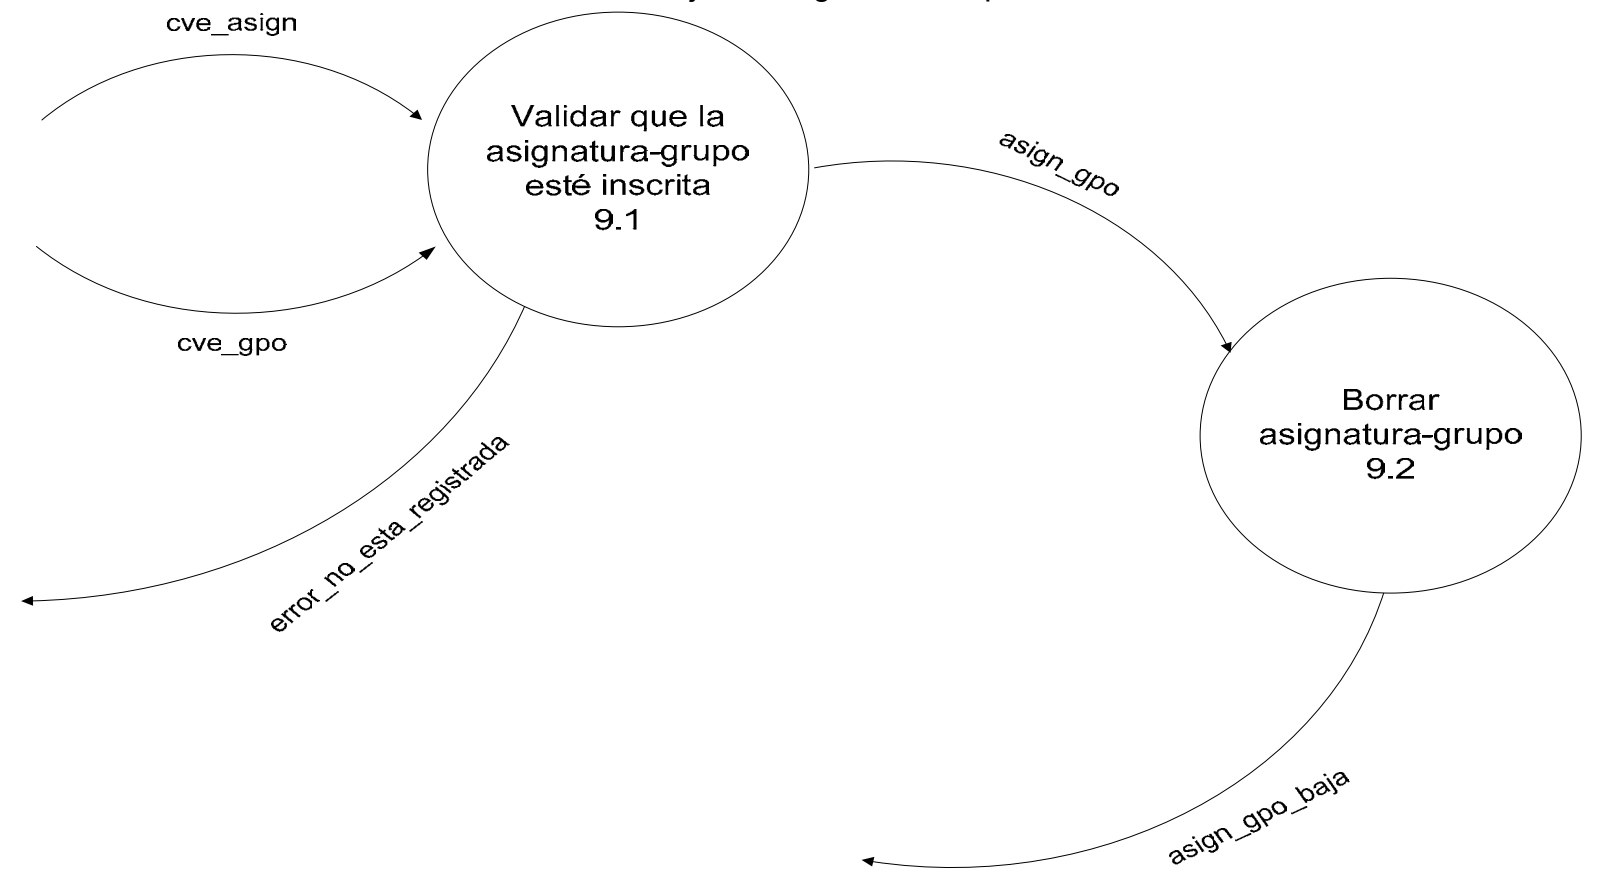 cve_asign
Validar que la
asignatura-grupo
esté inscrita
9.1
asign_gpo
cve_gpo
Borrar
asignatura-grupo
9.2
error_no_esta_registrada
asign_gpo_baja